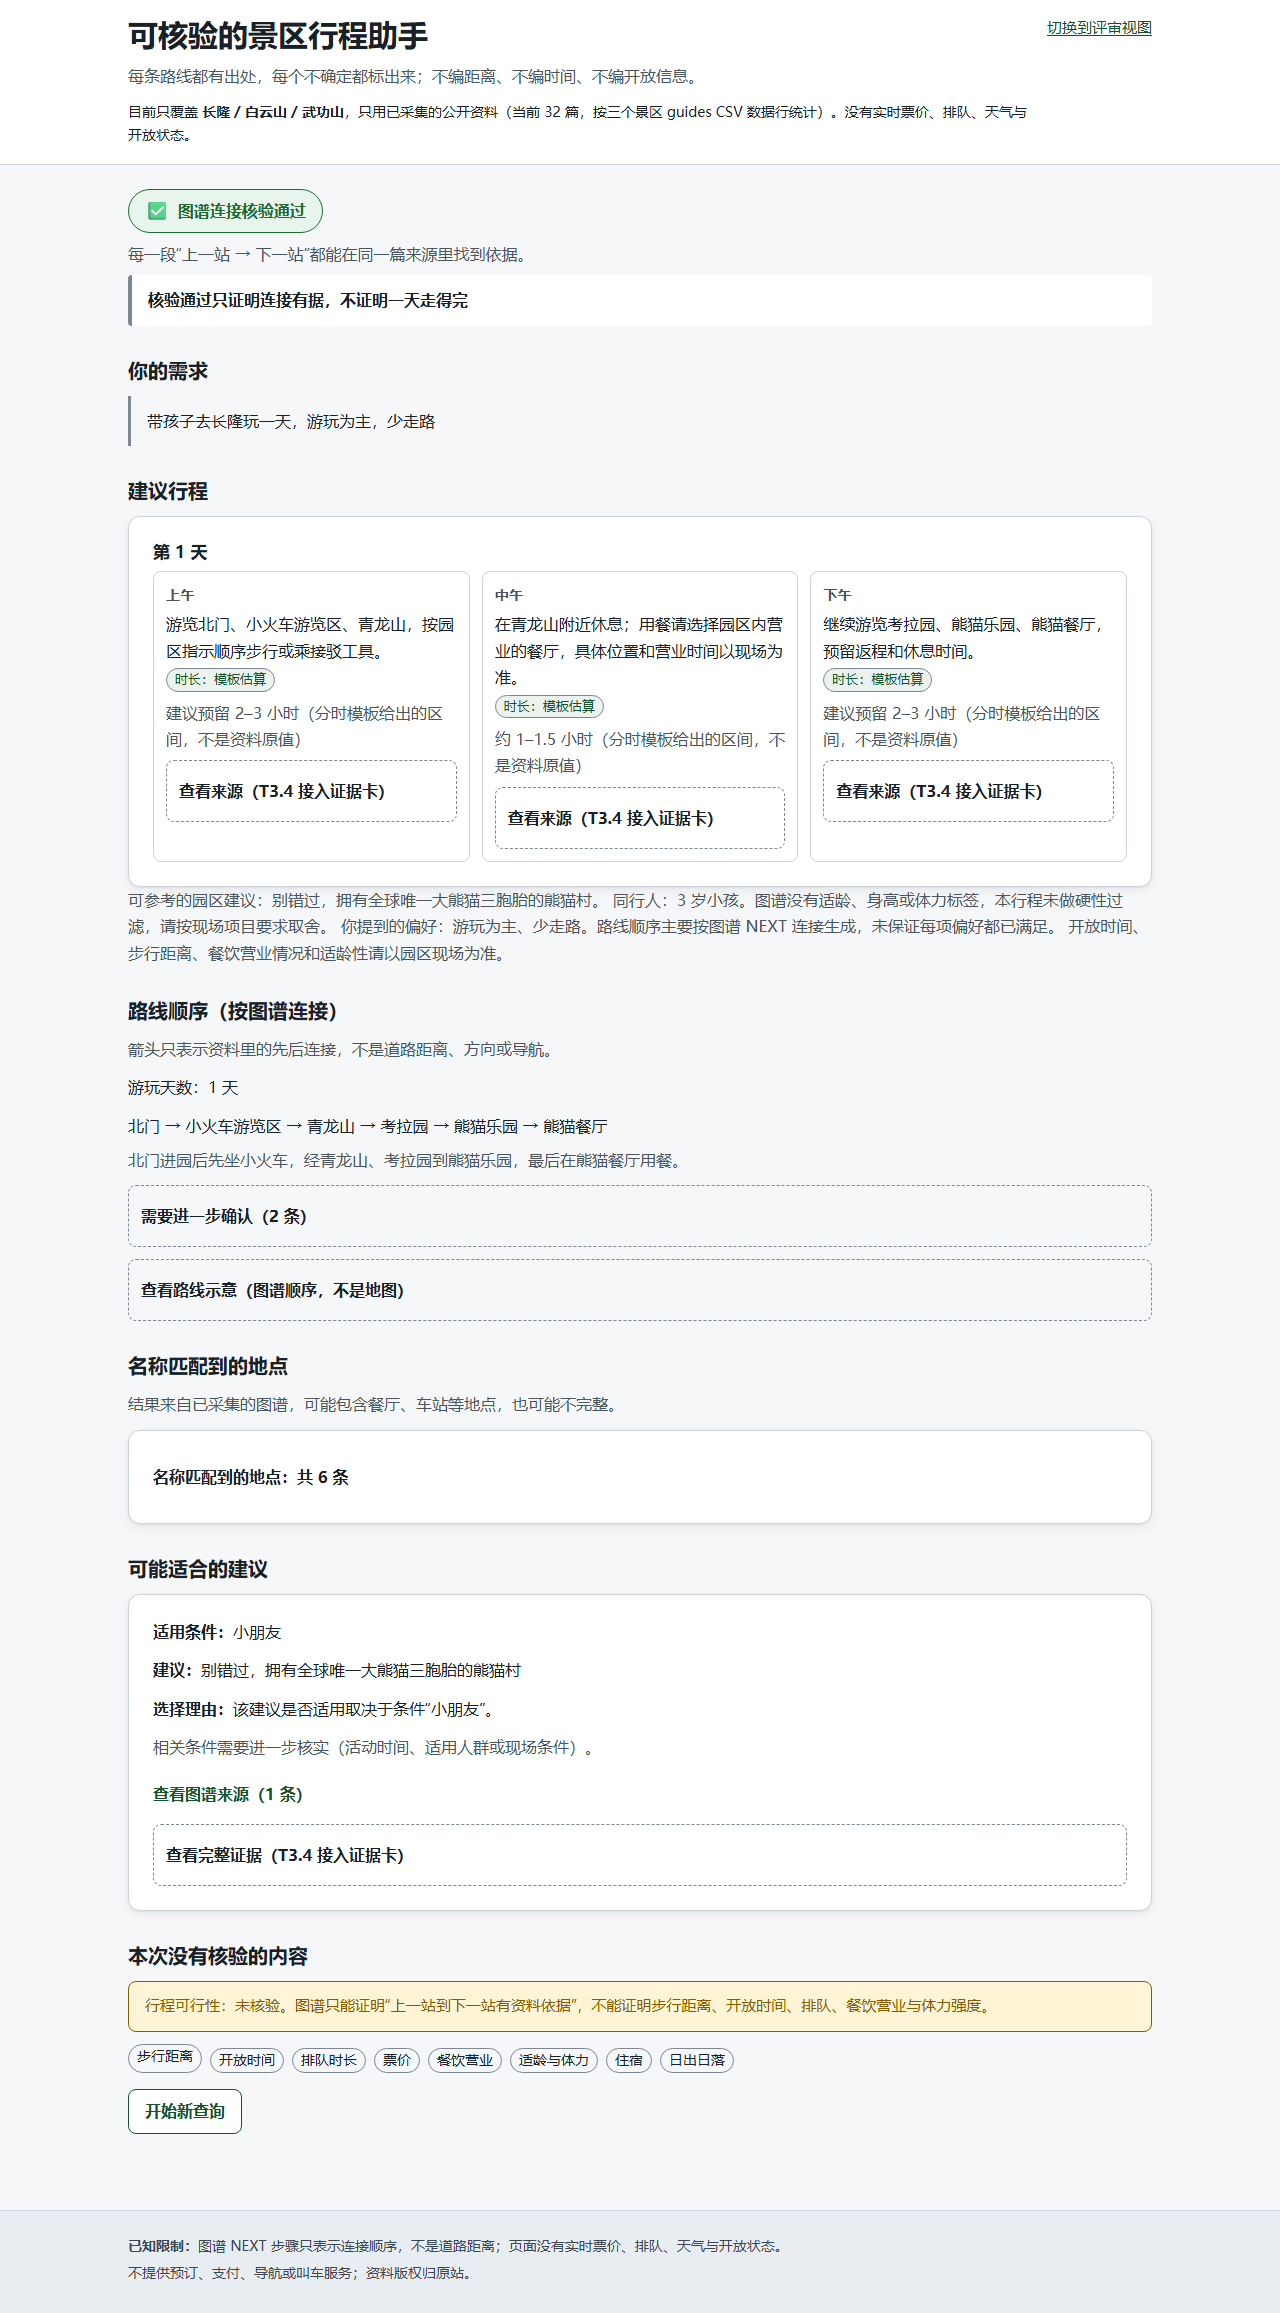 可核验的景区行程助手
切换到评审视图
每条路线都有出处，每个不确定都标出来；不编距离、不编时间、不编开放信息。
目前只覆盖 长隆 / 白云山 / 武功山，只用已采集的公开资料（当前 32 篇，按三个景区 guides CSV 数据行统计）。没有实时票价、排队、天气与
开放状态。
图谱连接核验通过
每一段“上一站 → 下一站”都能在同一篇来源里找到依据。
核验通过只证明连接有据，不证明一天走得完
你的需求
带孩子去长隆玩一天，游玩为主，少走路
建议行程
第 1 天
上午
游览北门、小火车游览区、青龙山，按园
区指示顺序步行或乘接驳工具。
时长：模板估算
建议预留 2–3 小时（分时模板给出的区
间，不是资料原值）
查看来源（T3.4 接入证据卡）
中午
在青龙山附近休息；用餐请选择园区内营
业的餐厅，具体位置和营业时间以现场为
准。
时长：模板估算
约 1–1.5 小时（分时模板给出的区间，不
是资料原值）
查看来源（T3.4 接入证据卡）
下午
继续游览考拉园、熊猫乐园、熊猫餐厅，
预留返程和休息时间。
时长：模板估算
建议预留 2–3 小时（分时模板给出的区
间，不是资料原值）
查看来源（T3.4 接入证据卡）
可参考的园区建议：别错过，拥有全球唯一大熊猫三胞胎的熊猫村。 同行人：3 岁小孩。图谱没有适龄、身高或体力标签，本行程未做硬性过
滤，请按现场项目要求取舍。 你提到的偏好：游玩为主、少走路。路线顺序主要按图谱 NEXT 连接生成，未保证每项偏好都已满足。 开放时间、
步行距离、餐饮营业情况和适龄性请以园区现场为准。
路线顺序（按图谱连接）
箭头只表示资料里的先后连接，不是道路距离、方向或导航。
游玩天数：1 天
北门 → 小火车游览区 → 青龙山 → 考拉园 → 熊猫乐园 → 熊猫餐厅
北门进园后先坐小火车，经青龙山、考拉园到熊猫乐园，最后在熊猫餐厅用餐。
需要进一步确认（2 条）
查看路线示意（图谱顺序，不是地图）
名称匹配到的地点
结果来自已采集的图谱，可能包含餐厅、车站等地点，也可能不完整。
名称匹配到的地点：共 6 条
可能适合的建议
适用条件：小朋友
建议：别错过，拥有全球唯一大熊猫三胞胎的熊猫村
选择理由：该建议是否适用取决于条件“小朋友”。
相关条件需要进一步核实（活动时间、适用人群或现场条件）。
查看图谱来源（1 条）
查看完整证据（T3.4 接入证据卡）
本次没有核验的内容
行程可行性：未核验。图谱只能证明“上一站到下一站有资料依据”，不能证明步行距离、开放时间、排队、餐饮营业与体力强度。
步行距离 开放时间 排队时长 票价 餐饮营业 适龄与体力 住宿 日出日落
开始新查询
已知限制：图谱 NEXT 步骤只表示连接顺序，不是道路距离；页面没有实时票价、排队、天气与开放状态。
不提供预订、支付、导航或叫车服务；资料版权归原站。